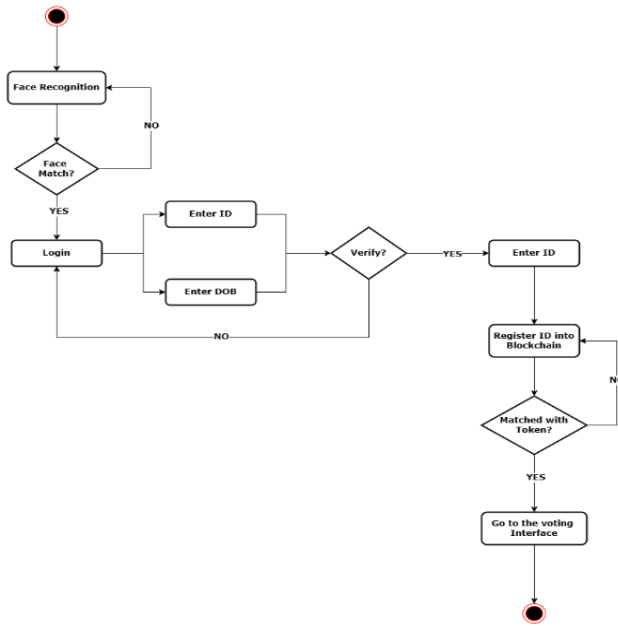 Face Recognition
NO
Face
Match?
YES
Login
Enter ID
Enter DOB
Verify?
YES
Enter ID
NO
Register ID into
Blockchain
Matched with
Token?
YES
Go to the voting
Interface